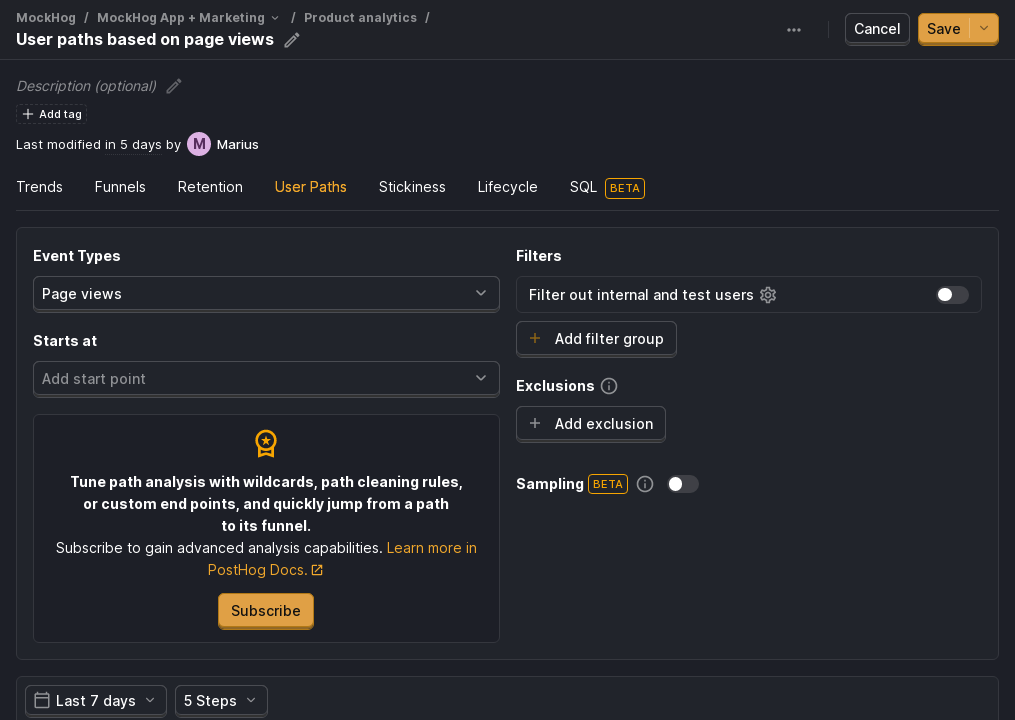 MockHog / MockHog App + Marketing / Product analytics /
User paths based on page views
Cancel
Save
Description (optional)
Add tag
Last modified in 5 days by M Marius
Trends Funnels Retention User Paths Stickiness Lifecycle SQL BETA
Event Types
Page views
Starts at
Add start point
Tune path analysis with wildcards, path cleaning rules,
or custom end points, and quickly jump from a path
to its funnel.
Subscribe to gain advanced analysis capabilities. Learn more in
PostHog Docs.
Subscribe
Filters
Filter out internal and test users
Add filter group
Exclusions
Add exclusion
Sampling BETA
Last 7 days
5 Steps